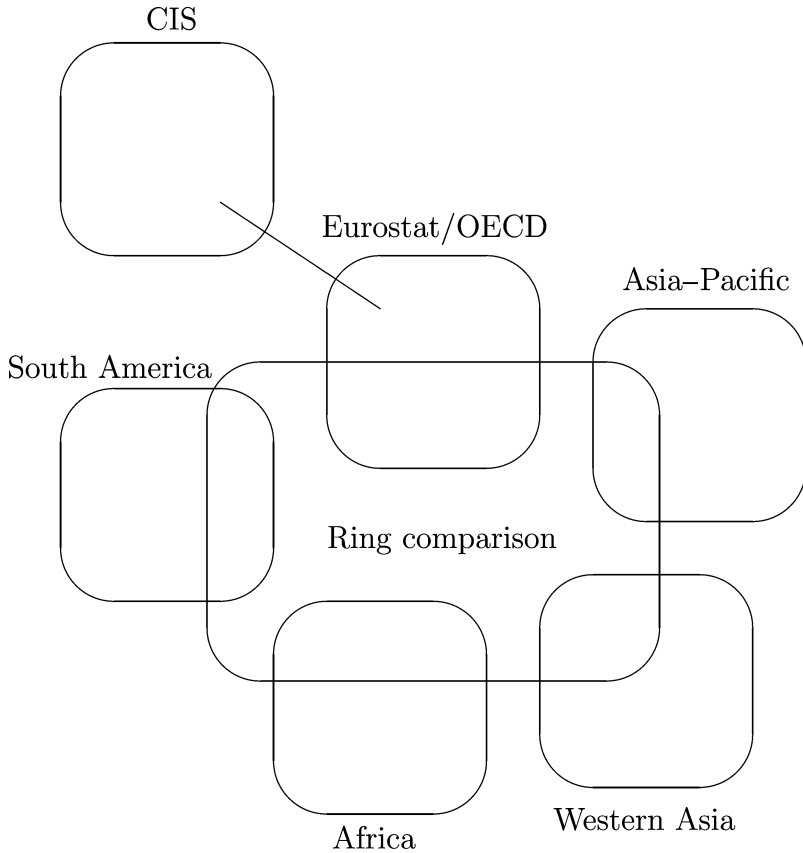 CIS
Eurostat/OECD
Asia–Pacific
South America
Ring comparison
Western Asia
Africa